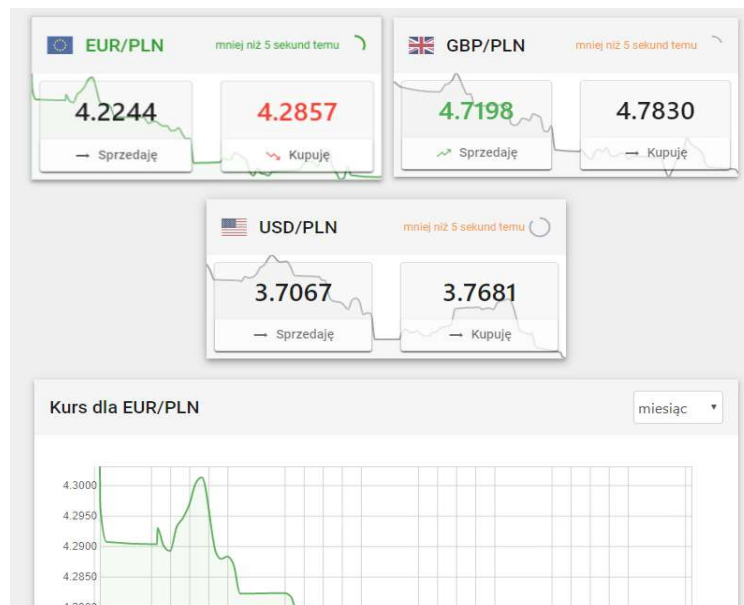 EUR/PLN mniej niż 5 sekund temu
4.2244 4.2857
Sprzedaję Kupuję
GBP/PLN mniej niż 5 sekund temu
4.7198 4.7830
Sprzedaję Kupuję
USD/PLN mniej niż 5 sekund temu
3.7067 3.7681
Sprzedaję Kupuję
Kurs dla EUR/PLN miesiąc
4.3000
4.2950
4.2900
4.2850